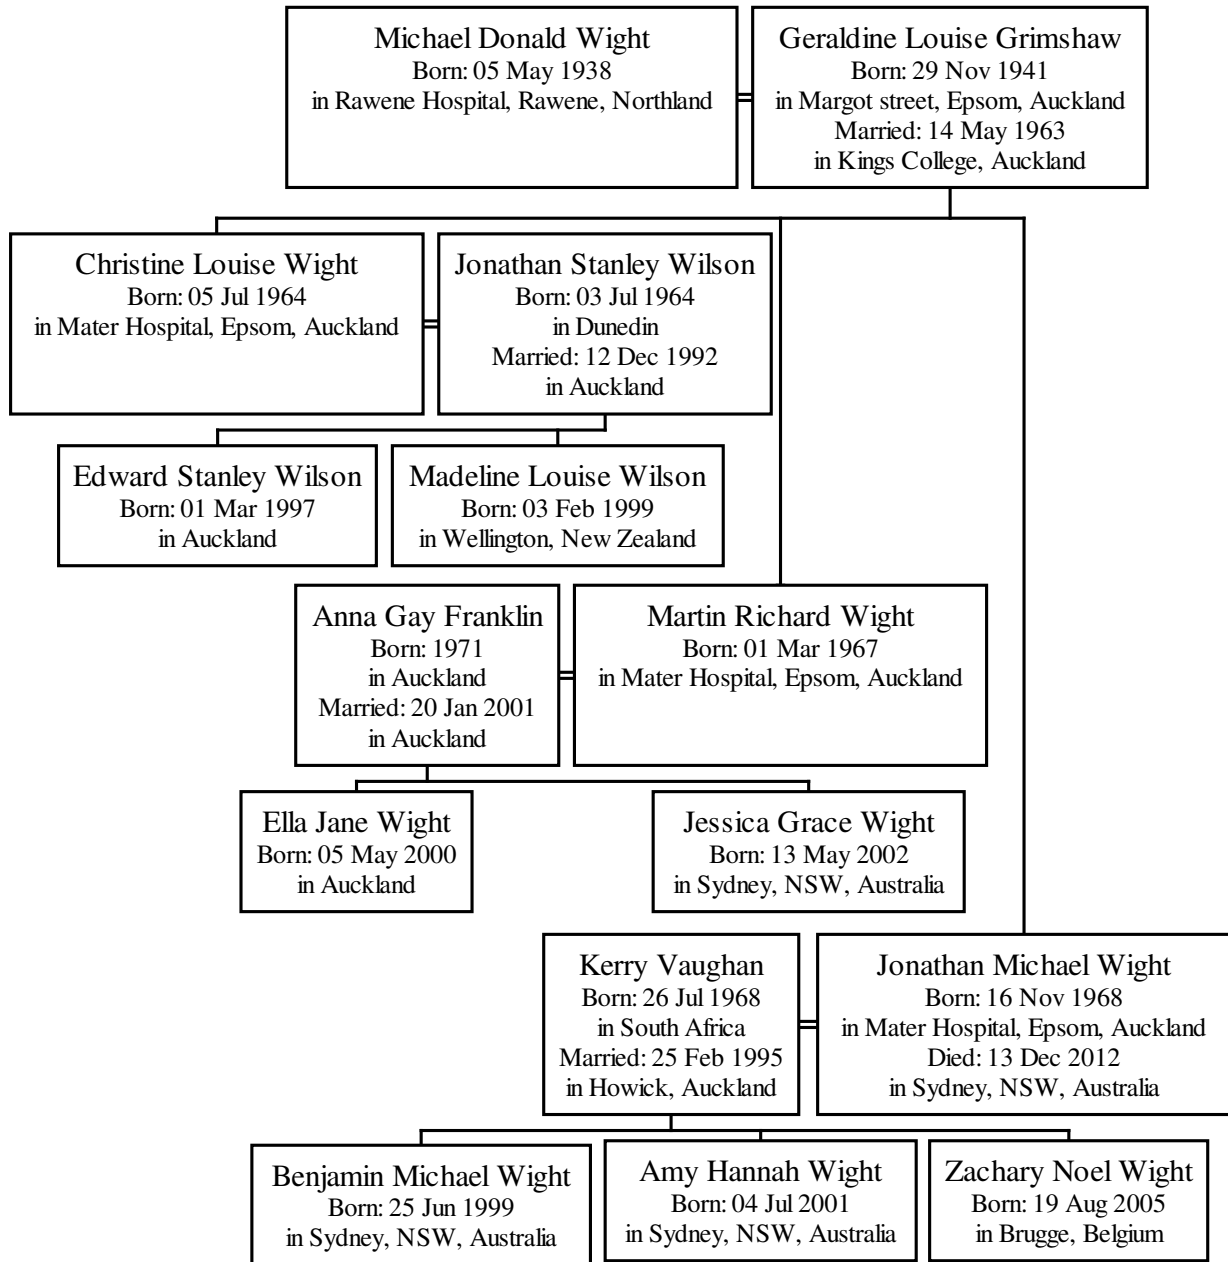 Michael Donald Wight
Born: 05 May 1938
in Rawene Hospital, Rawene, Northland
Geraldine Louise Grimshaw
Born: 29 Nov 1941
in Margot street, Epsom, Auckland
Married: 14 May 1963
in Kings College, Auckland
Christine Louise Wight
Born: 05 Jul 1964
in Mater Hospital, Epsom, Auckland
Jonathan Stanley Wilson
Born: 03 Jul 1964
in Dunedin
Married: 12 Dec 1992
in Auckland
Edward Stanley Wilson
Born: 01 Mar 1997
in Auckland
Madeline Louise Wilson
Born: 03 Feb 1999
in Wellington, New Zealand
Anna Gay Franklin
Born: 1971
in Auckland
Married: 20 Jan 2001
in Auckland
Martin Richard Wight
Born: 01 Mar 1967
in Mater Hospital, Epsom, Auckland
Ella Jane Wight
Born: 05 May 2000
in Auckland
Jessica Grace Wight
Born: 13 May 2002
in Sydney, NSW, Australia
Kerry Vaughan
Born: 26 Jul 1968
in South Africa
Married: 25 Feb 1995
in Howick, Auckland
Jonathan Michael Wight
Born: 16 Nov 1968
in Mater Hospital, Epsom, Auckland
Died: 13 Dec 2012
in Sydney, NSW, Australia
Benjamin Michael Wight
Born: 25 Jun 1999
in Sydney, NSW, Australia
Amy Hannah Wight
Born: 04 Jul 2001
in Sydney, NSW, Australia
Zachary Noel Wight
Born: 19 Aug 2005
in Brugge, Belgium